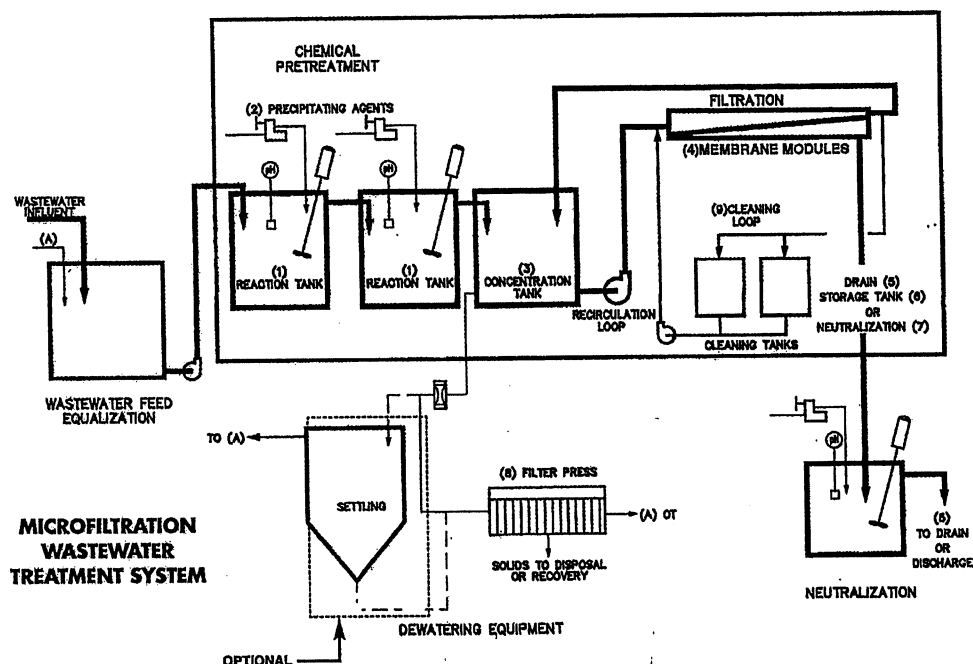 CHEMICAL
PRETREATMENT
(2) PRECIPITATING AGENTS
FILTRATION
(4)MEMBRANE MODULES
pH
pH
WASTEWATER
INFLUENT
(A)
(9)CLEANING
LOOP
(1)
REACTION TANK
(1)
REACTION TANK
(3)
CONCENTRATION
TANK
RECIRCULATION
LOOP
DRAIN (5)
STORAGE TANK (6)
OR
NEUTRALIZATION (7)
CLEANING TANKS
WASTEWATER FEED
EQUALIZATION
TO (A)
SETTLING
(8) FILTER PRESS
(A) OT
SOLIDS TO DISPOSAL
OR RECOVERY
pH
(5)
TO DRAIN
OR
DISCHARGE
NEUTRALIZATION
MICROFILTRATION
WASTEWATER
TREATMENT SYSTEM
DEWATERING EQUIPMENT
OPTIONAL